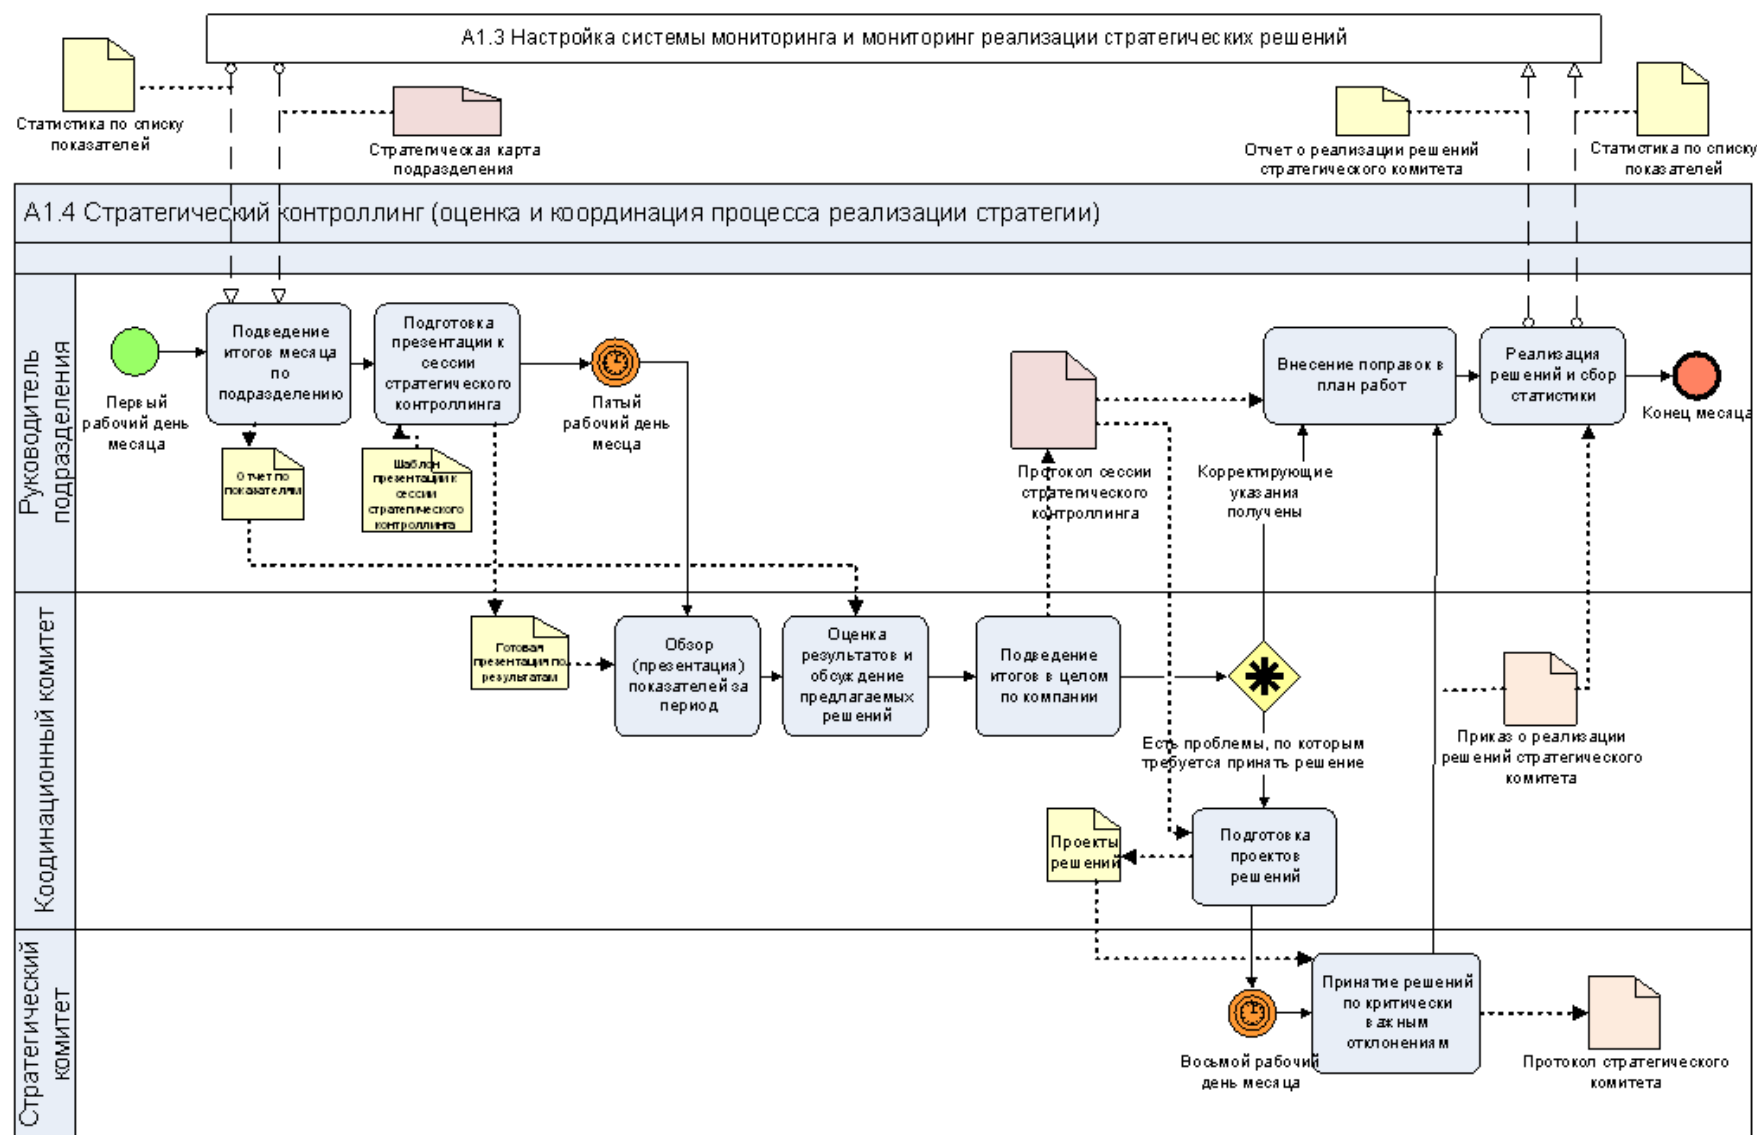 А1.3 Настройка системы мониторинга и мониторинг реализации стратегических решений
Статистика по списку
показателей
Стратегическая карта
подразделения
Отчет о реализации решений
стратегического комитета
Статистика по списку
показателей
А1.4 Стратегический контроллинг (оценка и координация процесса реализации стратегии)
Руководитель
подразделения
Первый
рабочий день
месяца
Подведение
итогов месяца
по
подразделению
Подготовка
презентации к
сессии
стратегического
контроллинга
Пятый
рабочий день
месца
Отчет по
показателям
Шаблон
презентации к
сессии
стратегического
контроллинга
Протокол сессии
стратегического
контроллинга
Внесение поправок в
план работ
Реализация
решений и сбор
статистики
Конец месяца
Корректирующие
указания
получены
Коодинационный комитет
Готовая
презентация по
результатам
Обзор
(презентация)
показателей за
период
Оценка
результатов и
обсуждение
предлагаемых
решений
Подведение
итогов в целом
по компании
Есть проблемы, по которым
требуется принять решение
Приказ о реализации
решений стратегического
комитета
Проекты
решений
Подготовка
проектов
решений
Стратегический
комитет
Восьмой рабочий
день месяца
Принятие решений
по критически
важным
отклонениям
Протокол стратегического
комитета